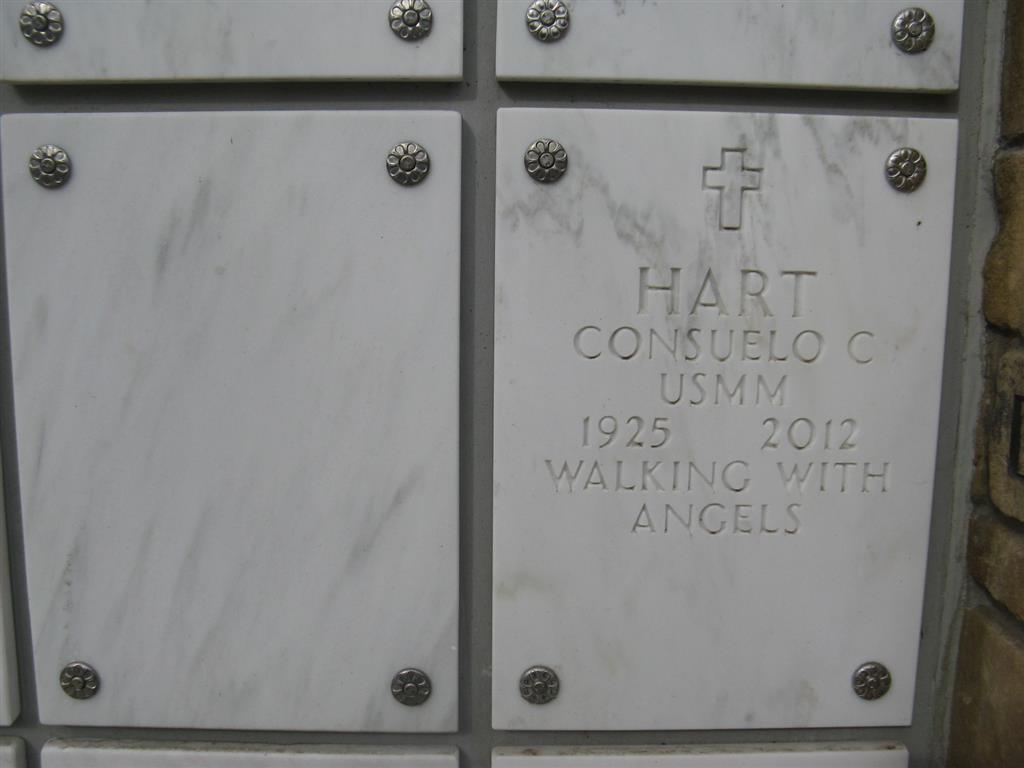 HART
CONSUELO C
USMM
1925 2012
WALKING WITH
ANGELS